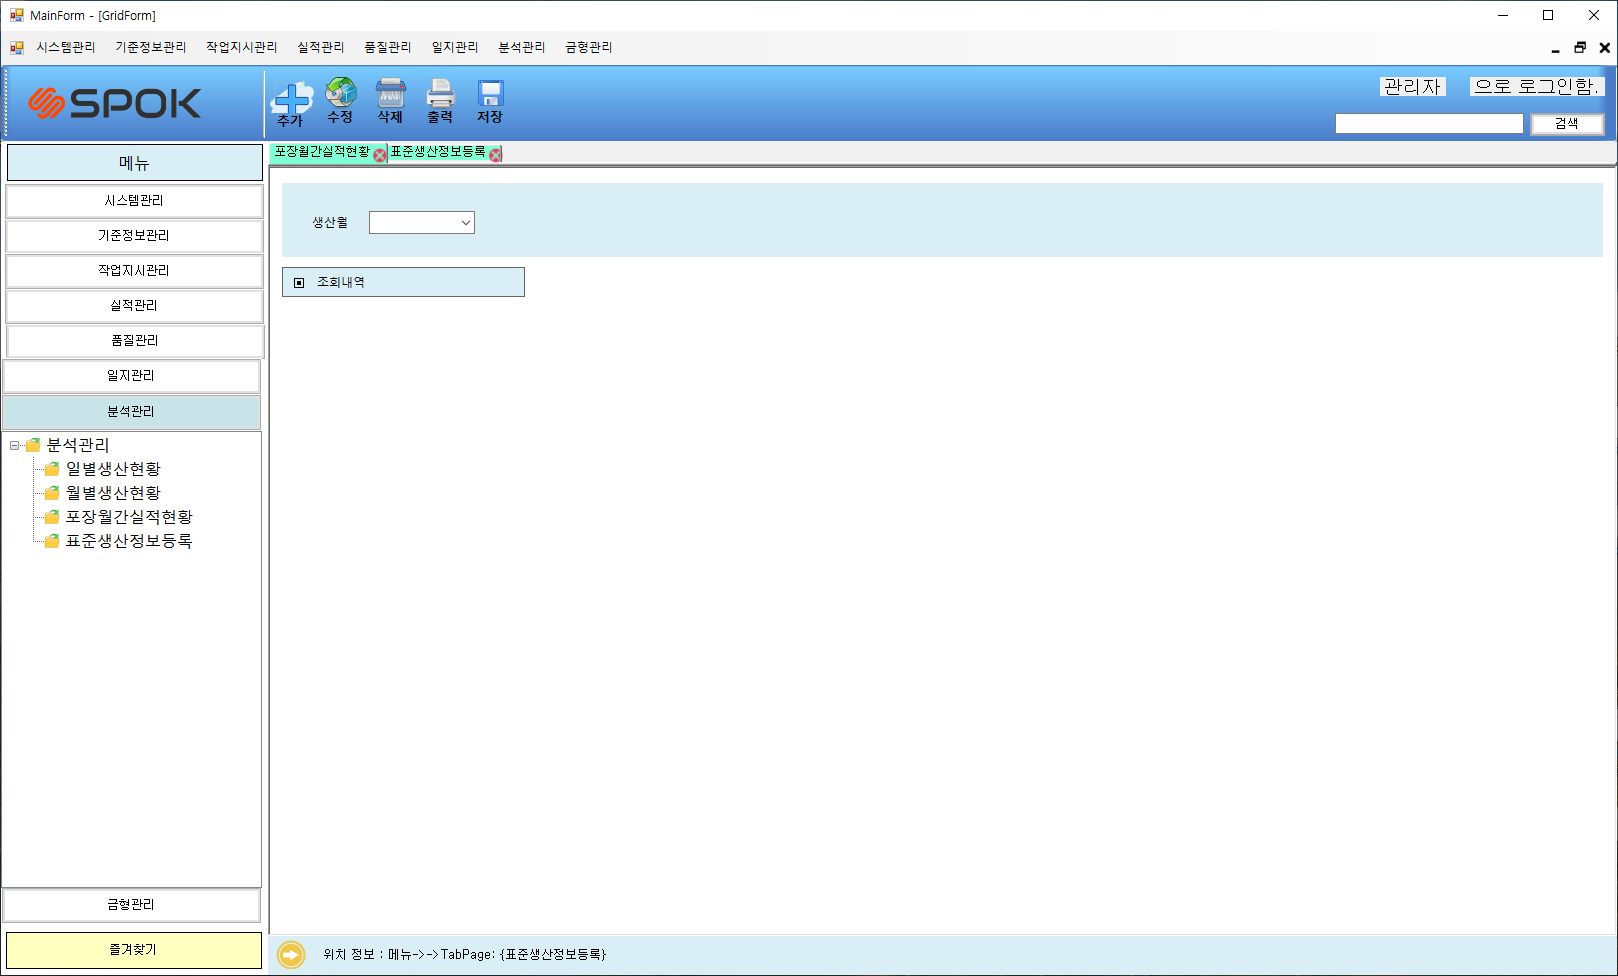 MainForm - [GridForm]
시스템관리 기준정보관리 작업지시관리 실적관리 품질관리 일지관리 분석관리 금형관리
SPOK
추가 수정 삭제 출력 저장
관리자 으로 로그인함.
검색
메뉴
포장월간실적현황 표준생산정보등록
시스템관리
기준정보관리
작업지시관리
실적관리
품질관리
일지관리
분석관리
생산월
조회내역
분석관리
일별생산현황
월별생산현황
포장월간실적현황
표준생산정보등록
금형관리
즐겨찾기
위치 정보 : 메뉴->->TabPage: {표준생산정보등록}